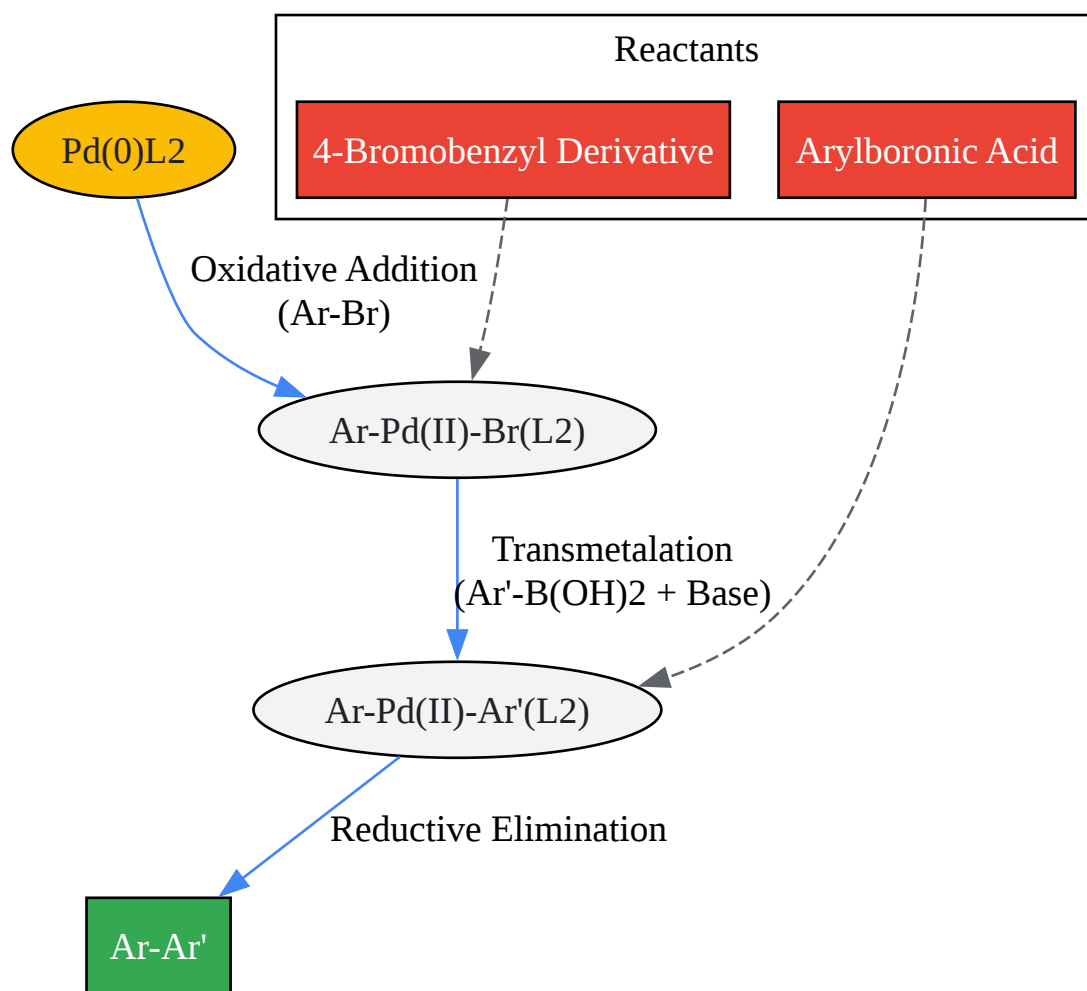 Reactants
Pd(0)L2
4-Bromobenzyl Derivative
Arylboronic Acid
Oxidative Addition
(Ar-Br)
Ar-Pd(II)-Br(L2)
Transmetalation
(Ar'-B(OH)2 + Base)
Ar-Pd(II)-Ar'(L2)
Reductive Elimination
Ar-Ar'